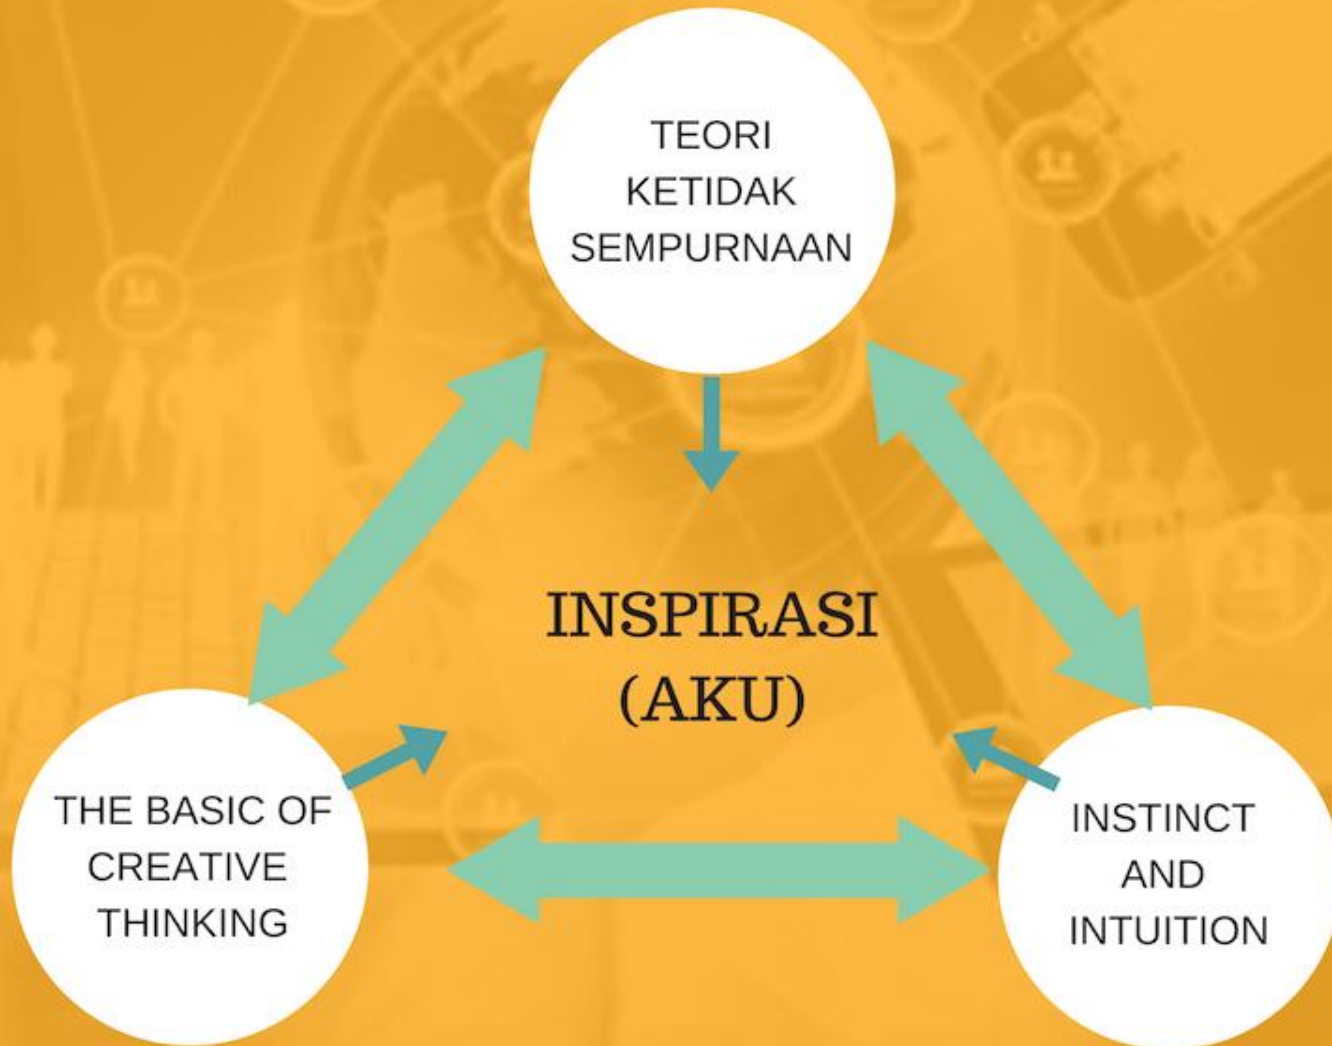 TEORI
KETIDAK
SEMPURNAAN
INSPIRASI
(AKU)
THE BASIC OF
CREATIVE
THINKING
INSTINCT
AND
INTUITION